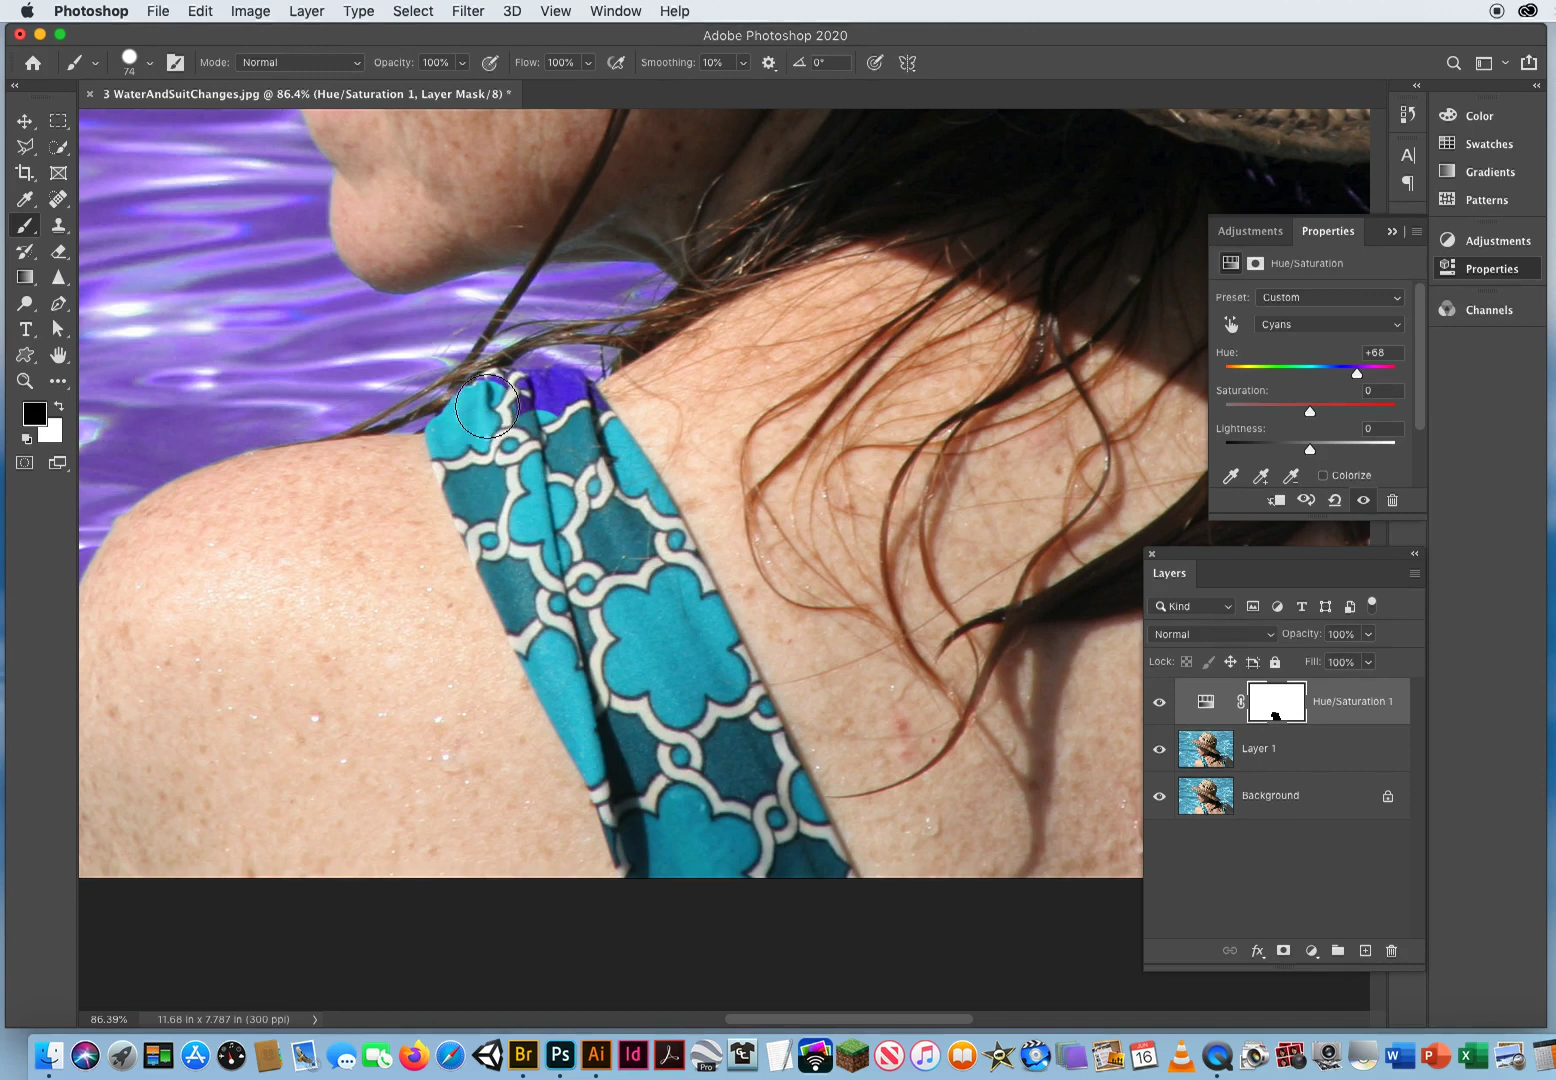 Photoshop File Edit Image Layer Type Select Filter 3D View Window Help
Adobe Photoshop 2020
74 Mode: Normal Opacity: 100% Flow: 100% Smoothing: 10% 0°
3 WaterAndSuitChanges.jpg @ 86.4% (Hue/Saturation 1, Layer Mask/8) *
Color
Swatches
Gradients
Patterns
Adjustments
Properties
Channels
Adjustments Properties
Hue/Saturation
Preset: Custom
Cyans
Hue: +68
Saturation: 0
Lightness: 0
Colorize
Layers
Kind
Normal Opacity: 100%
Lock: Fill: 100%
Hue/Saturation 1
Layer 1
Background
86.39% 11.68 in x 7.787 in (300 ppi)
Br Ps Ai Id Pro JUN 16 W P X